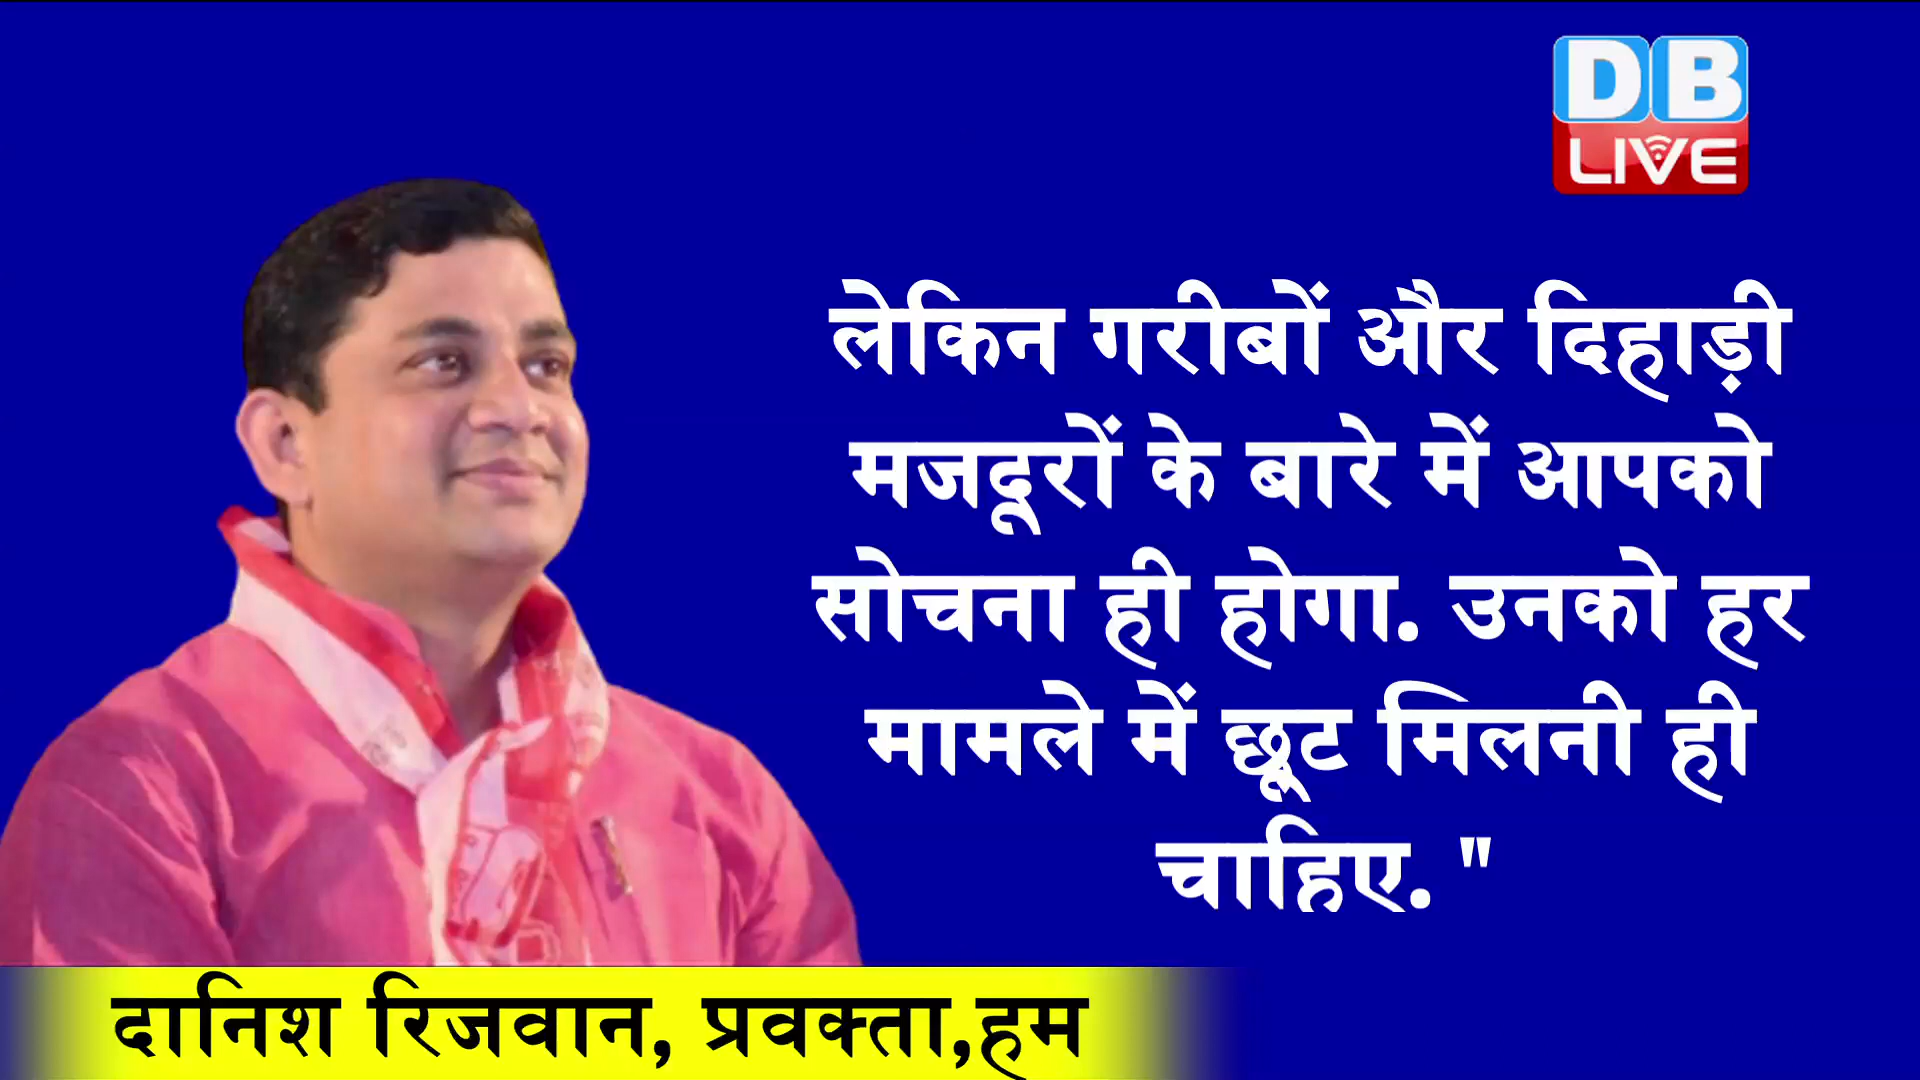 DB
LIVE
लेकिन गरीबों और दिहाड़ी
मजदूरों के बारे में आपको
सोचना ही होगा. उनको हर
मामले में छूट मिलनी ही
चाहिए. "
दानिश रिजवान, प्रवक्ता,हम